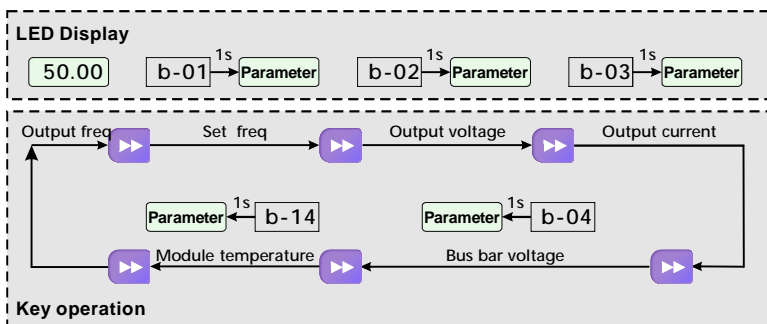 LED Display
50.00 b-01 1s Parameter b-02 1s Parameter b-03 1s Parameter
Output freq Set freq Output voltage Output current
Parameter 1s b-14 Parameter 1s b-04
Module temperature Bus bar voltage
Key operation